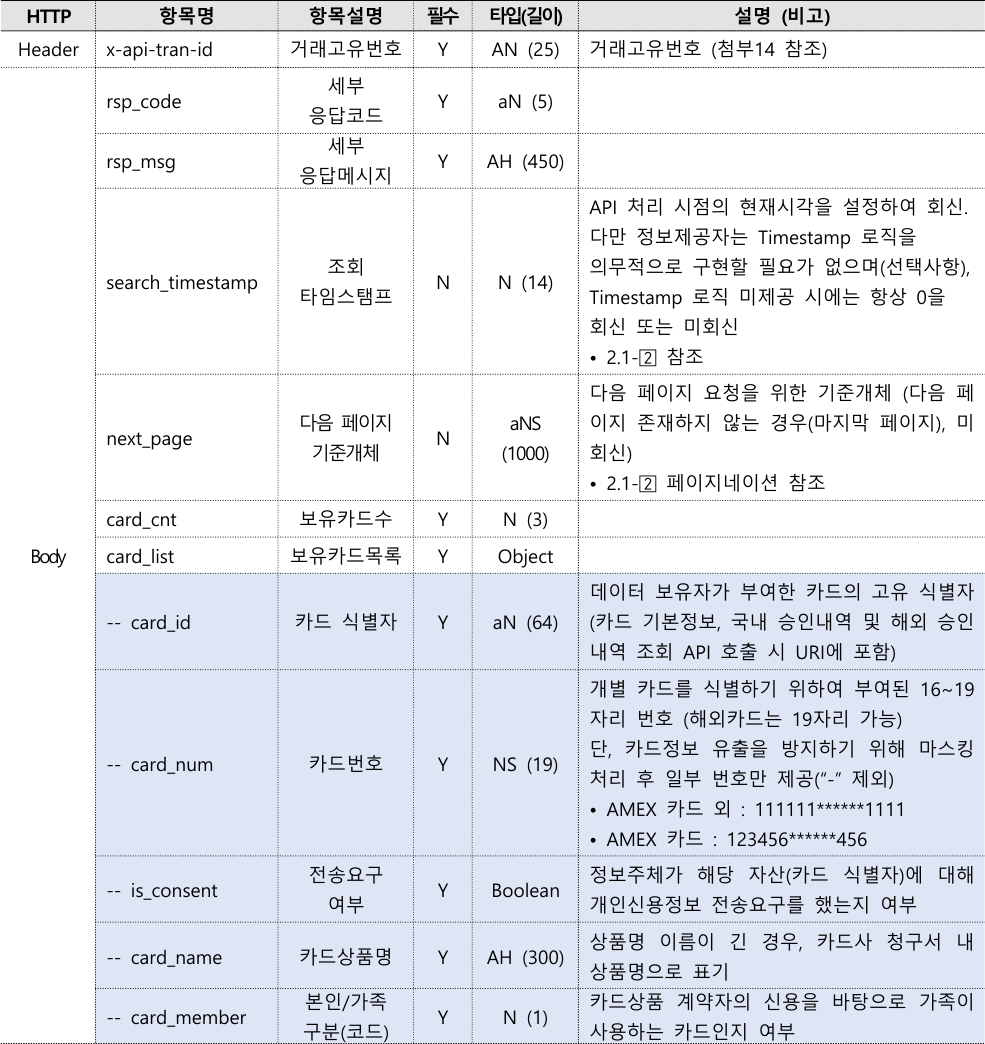 HTTP 항목명 항목설명 필수 타입(길이) 설명 (비고)
Header x-api-tran-id 거래고유번호 Y AN (25) 거래고유번호 (첨부14 참조)
Body
rsp_code 세부 Y aN (5)
응답코드
rsp_msg 세부 Y AH (450)
응답메시지
search_timestamp 조회 N N (14)
타임스탬프
API 처리 시점의 현재시각을 설정하여 회신.
다만 정보제공자는 Timestamp 로직을
의무적으로 구현할 필요가 없으며(선택사항),
Timestamp 로직 미제공 시에는 항상 0을
회신 또는 미회신
• 2.1-2 참조
next_page 다음 페이지 N aNS
기준개체 (1000)
다음 페이지 요청을 위한 기준개체 (다음 페
이지 존재하지 않는 경우(마지막 페이지), 미
회신)
• 2.1-2 페이지네이션 참조
card_cnt 보유카드수 Y N (3)
card_list 보유카드목록 Y Object
-- card_id 카드 식별자 Y aN (64)
데이터 보유자가 부여한 카드의 고유 식별자
(카드 기본정보, 국내 승인내역 및 해외 승인
내역 조회 API 호출 시 URI에 포함)
-- card_num 카드번호 Y NS (19)
개별 카드를 식별하기 위하여 부여된 16~19
자리 번호 (해외카드는 19자리 가능)
단, 카드정보 유출을 방지하기 위해 마스킹
처리 후 일부 번호만 제공(“-” 제외)
• AMEX 카드 외 : 111111******1111
• AMEX 카드 : 123456******456
-- is_consent 전송요구 Y Boolean
여부
정보주체가 해당 자산(카드 식별자)에 대해
개인신용정보 전송요구를 했는지 여부
-- card_name 카드상품명 Y AH (300)
상품명 이름이 긴 경우, 카드사 청구서 내
상품명으로 표기
-- card_member 본인/가족 Y N (1)
구분(코드)
카드상품 계약자의 신용을 바탕으로 가족이
사용하는 카드인지 여부